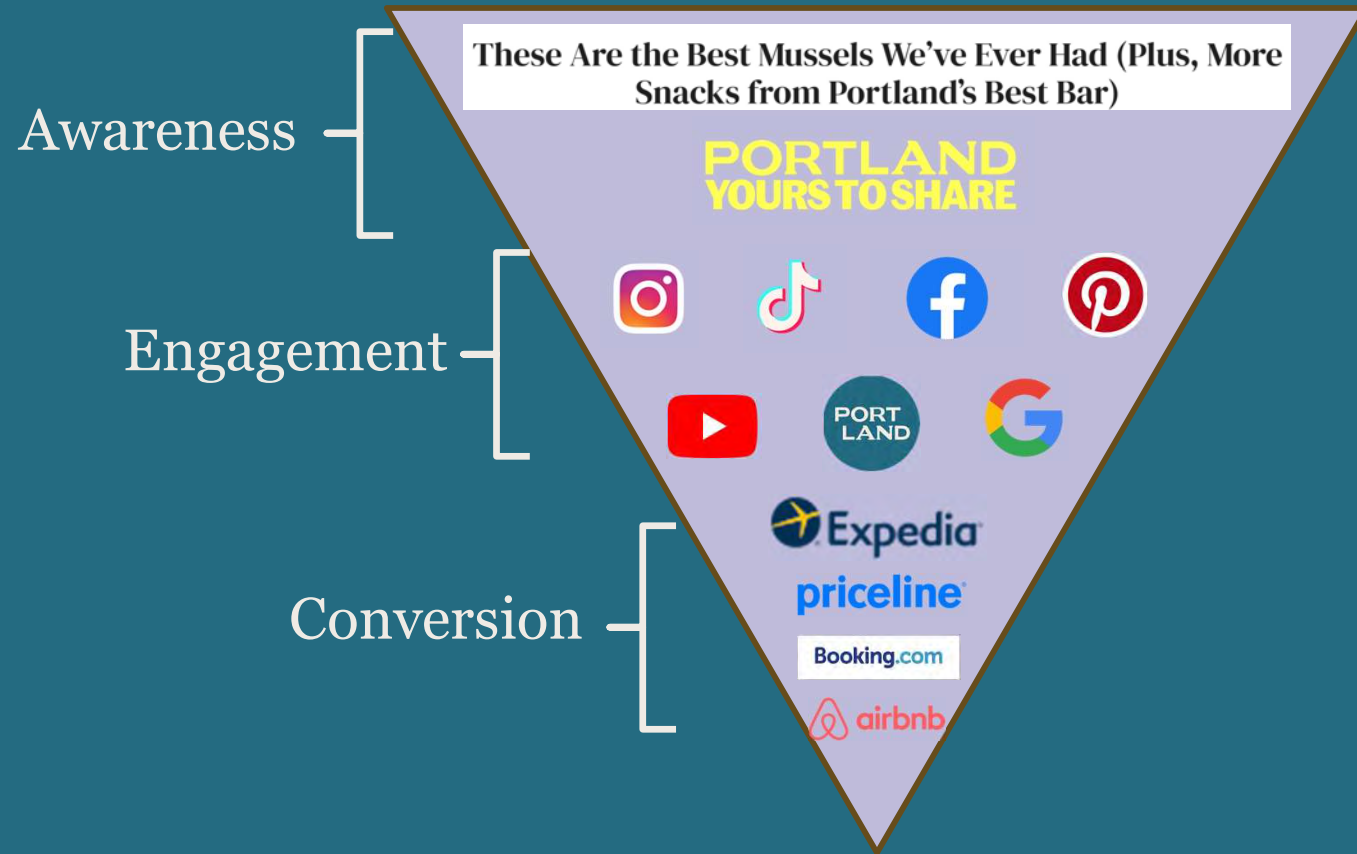 These Are the Best Mussels We've Ever Had (Plus, More
Snacks from Portland's Best Bar)
Awareness
PORTLAND
YOURS TO SHARE
Engagement
PORT
LAND
Expedia
priceline
Conversion
Booking.com
airbnb